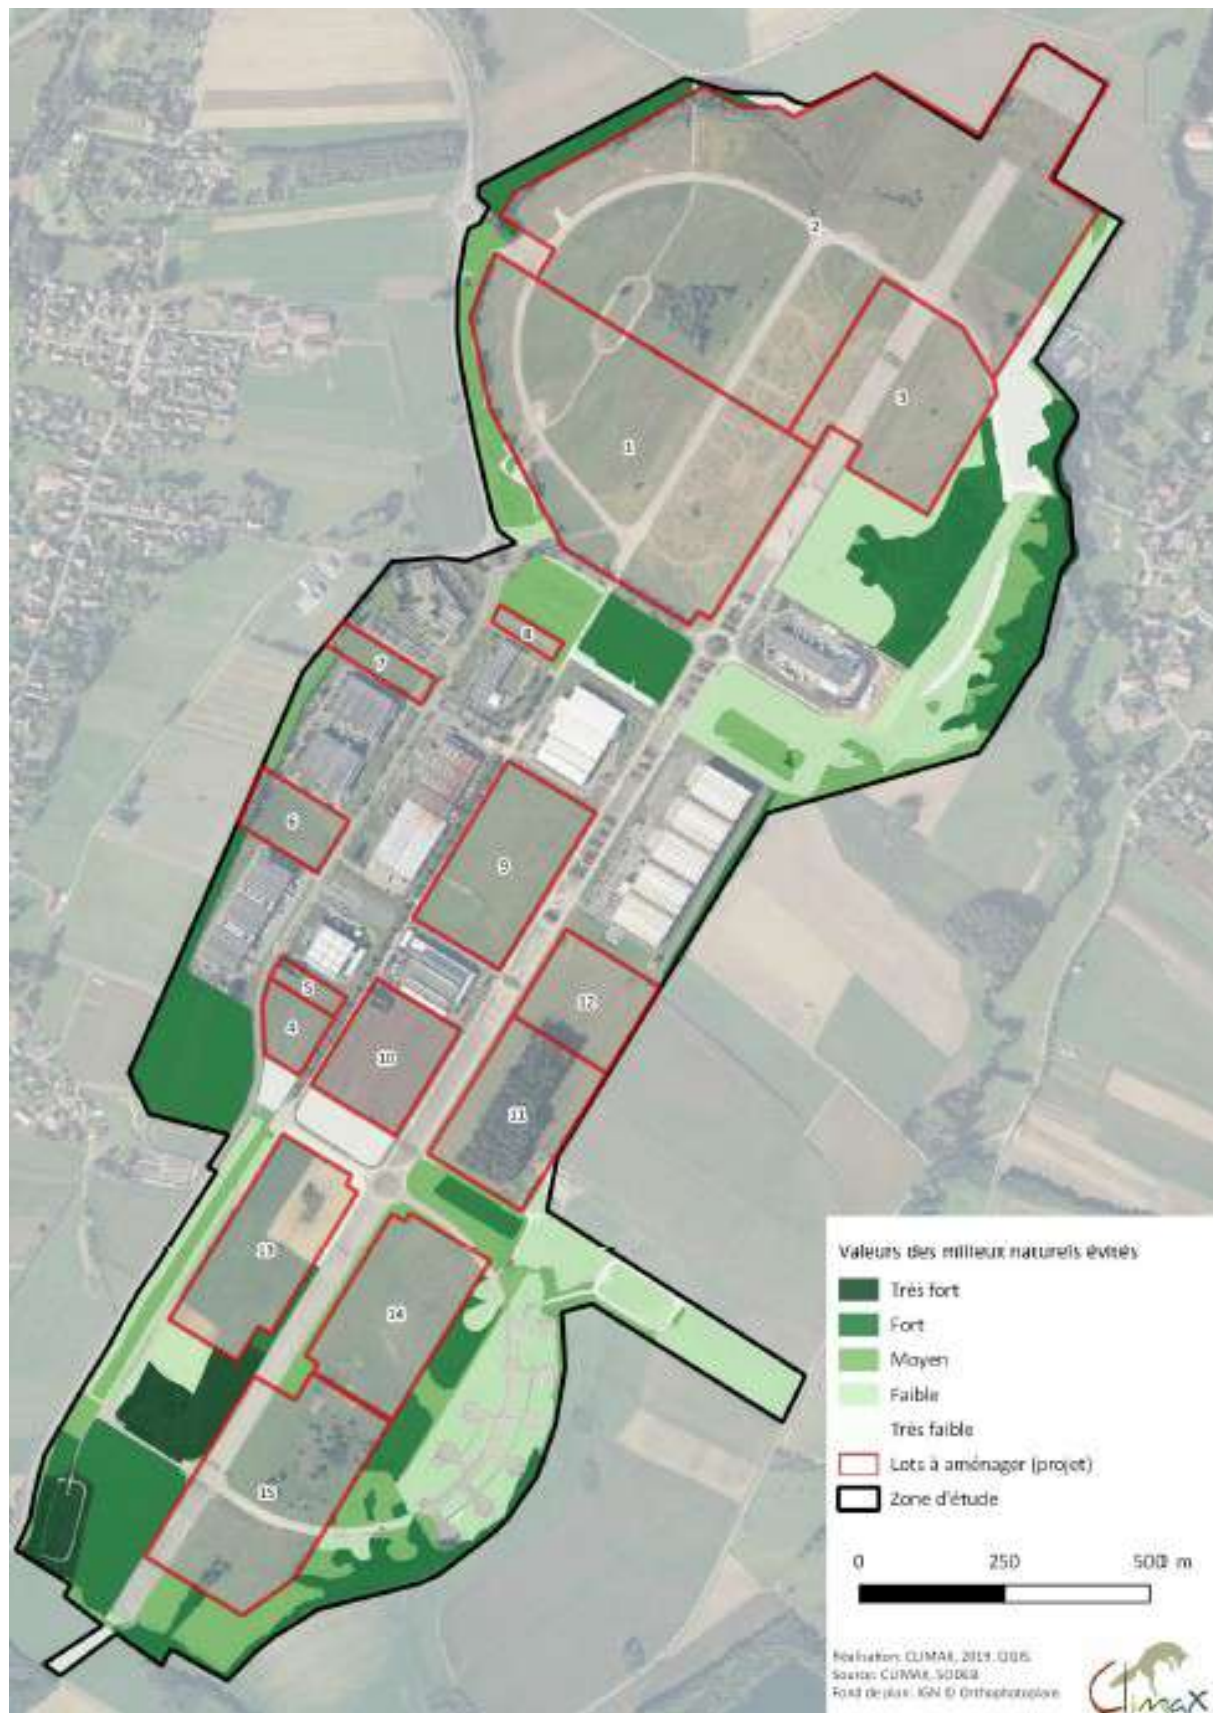 2
3
1
8
7
6
9
5
12
4
10
11
13
14
15
Valeurs des milieux naturels évités
Très fort
Fort
Moyen
Faible
Très faible
Lots à aménager (projet)
Zone d'étude
0 250 500 m
Réalisation: CLIMAX, 2019. QGIS.
Source: CLIMAX, SODEB
Fond de plan: IGN © Orthophotoplans
Climax